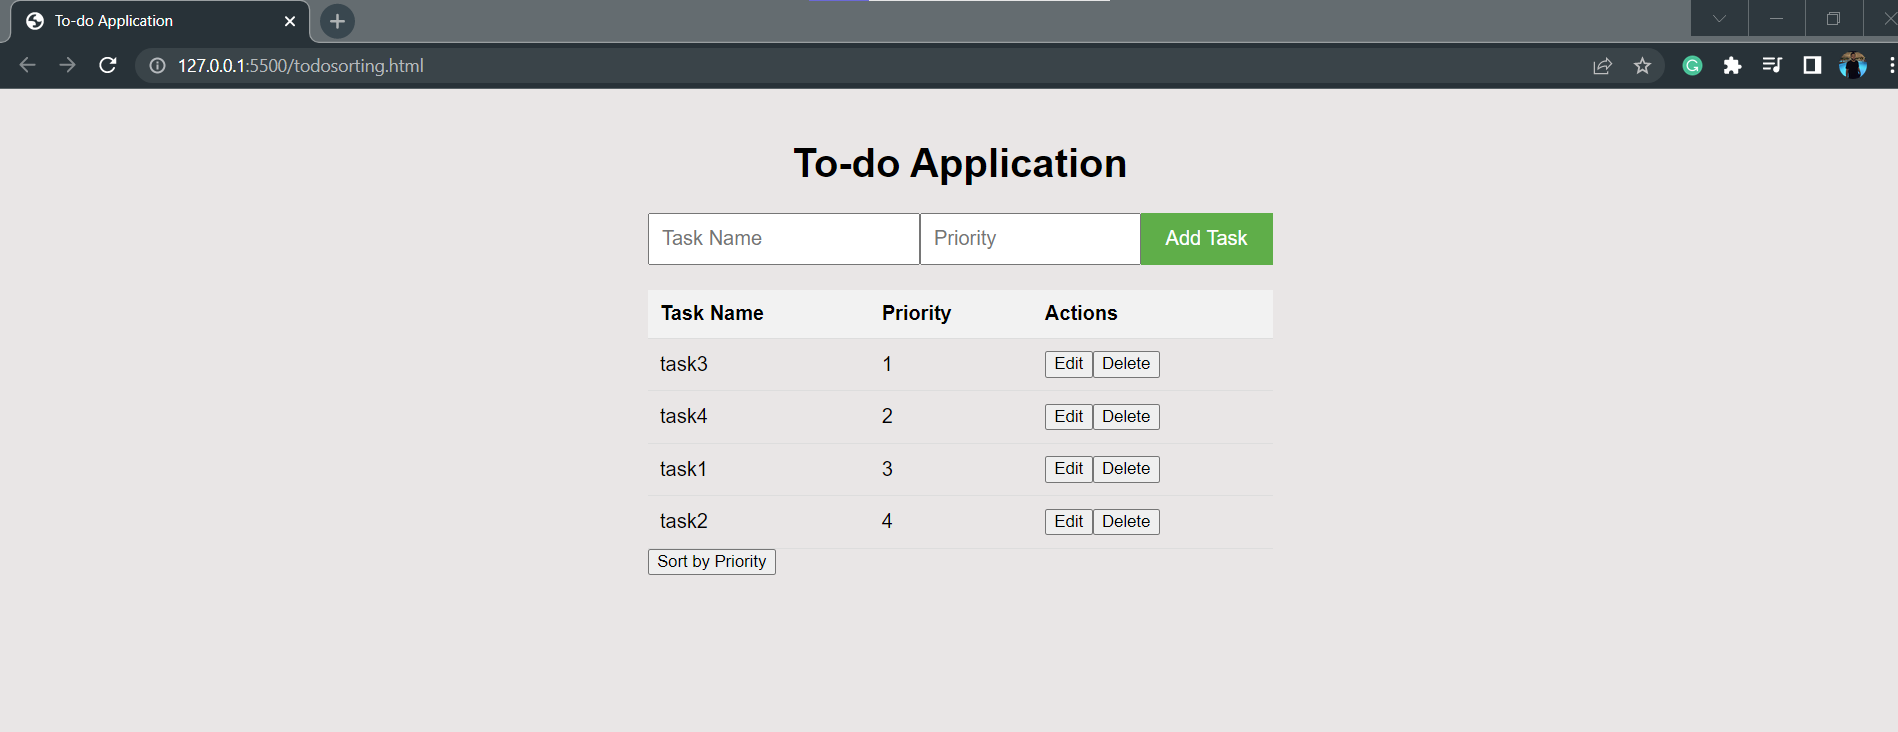 To-do Application
127.0.0.1:5500/todosorting.html
To-do Application
Task Name Priority Add Task
Task Name Priority Actions
task3 1 Edit Delete
task4 2 Edit Delete
task1 3 Edit Delete
task2 4 Edit Delete
Sort by Priority